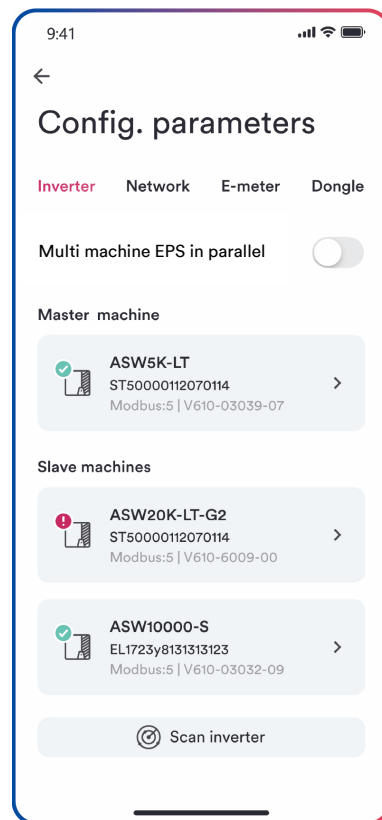 9:41
Config. parameters
Inverter Network E-meter Dongle
Multi machine EPS in parallel
Master machine
ASW5K-LT
ST50000112070114
Modbus:5 | V610-03039-07
Slave machines
ASW20K-LT-G2
ST50000112070114
Modbus:5 | V610-6009-00
ASW10000-S
EL1723y8131313123
Modbus:5 | V610-03032-09
Scan inverter